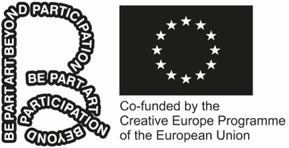 BE PART ART BEYOND PARTICIPATION
BE PART ART
BEYOND PARTICIPATION
Co-funded by the
Creative Europe Programme
of the European Union